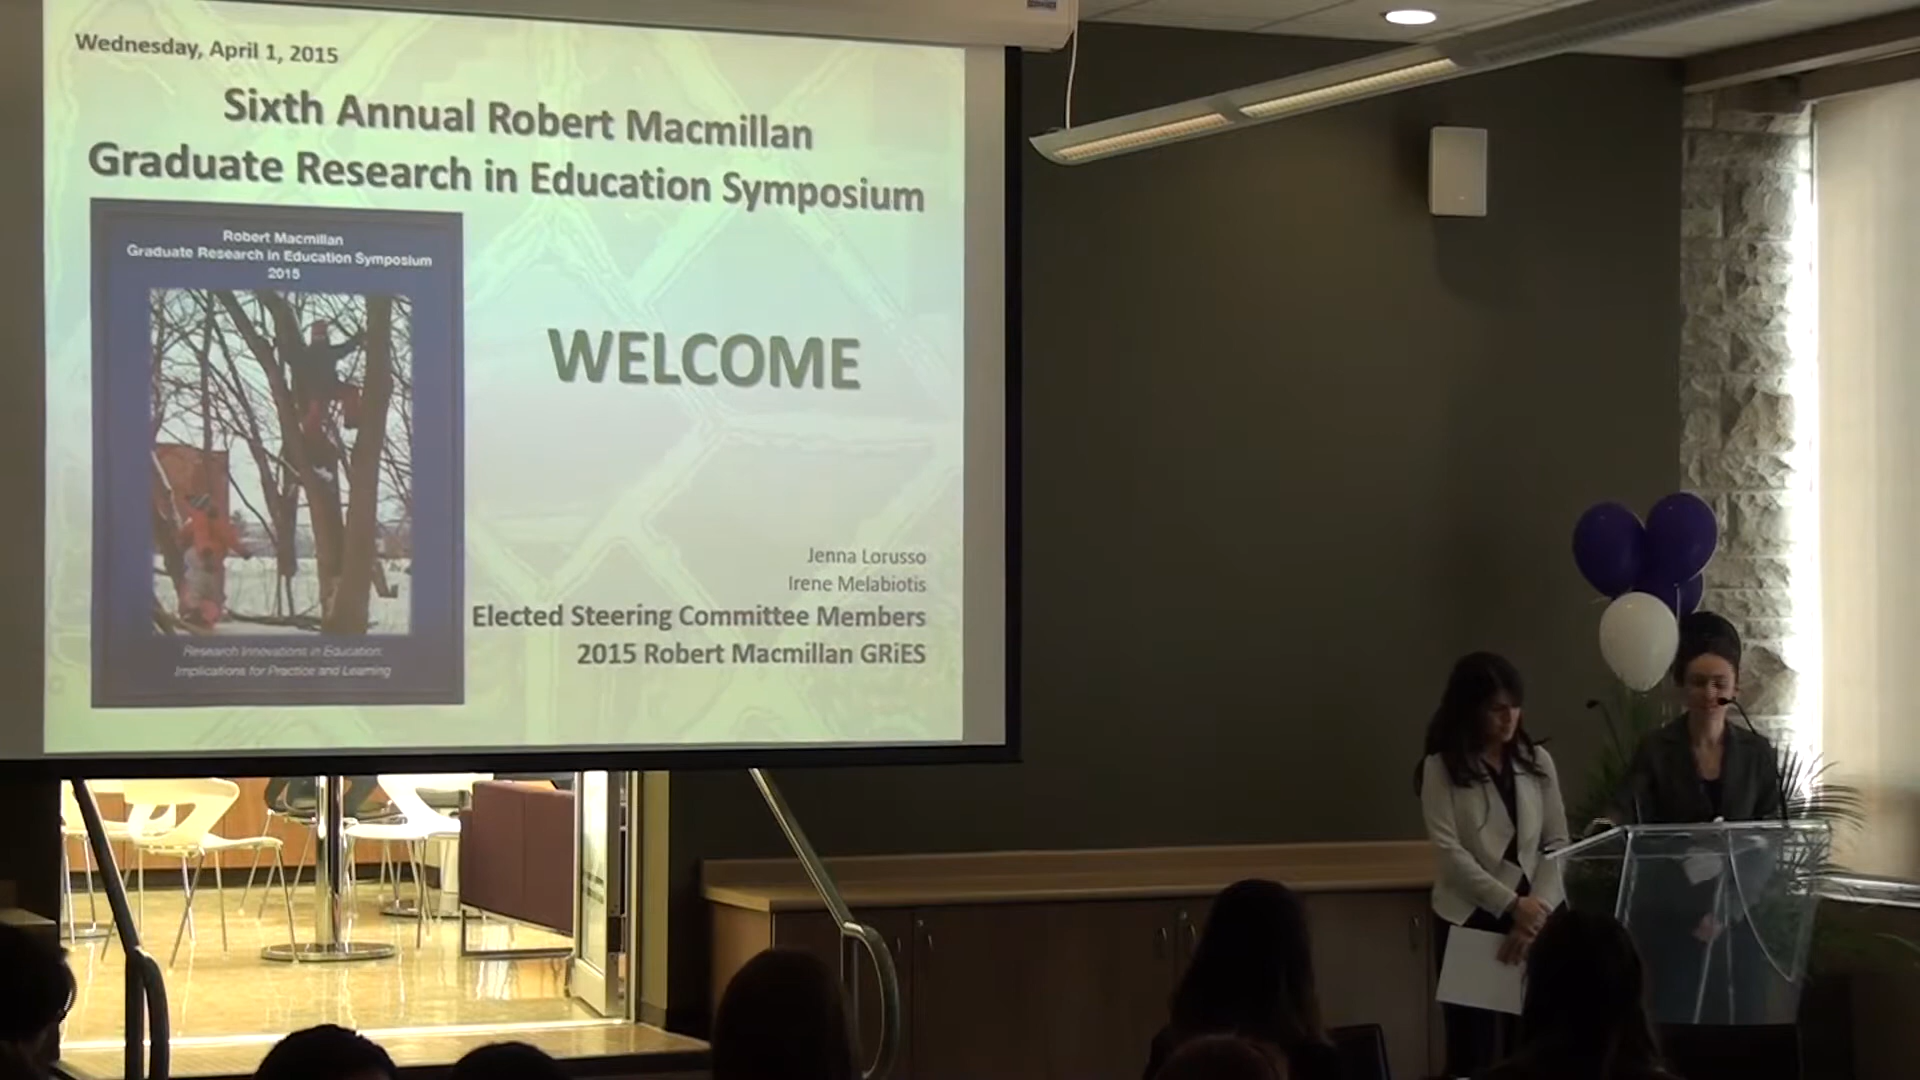 Wednesday, April 1, 2015
Sixth Annual Robert Macmillan
Graduate Research in Education Symposium
Robert Macmillan
Graduate Research in Education Symposium
2015
WELCOME
Jenna Lorusso
Irene Melabiotis
Elected Steering Committee Members
2015 Robert Macmillan GRiES
Research Innovations in Education:
Implications for Practice and Learning